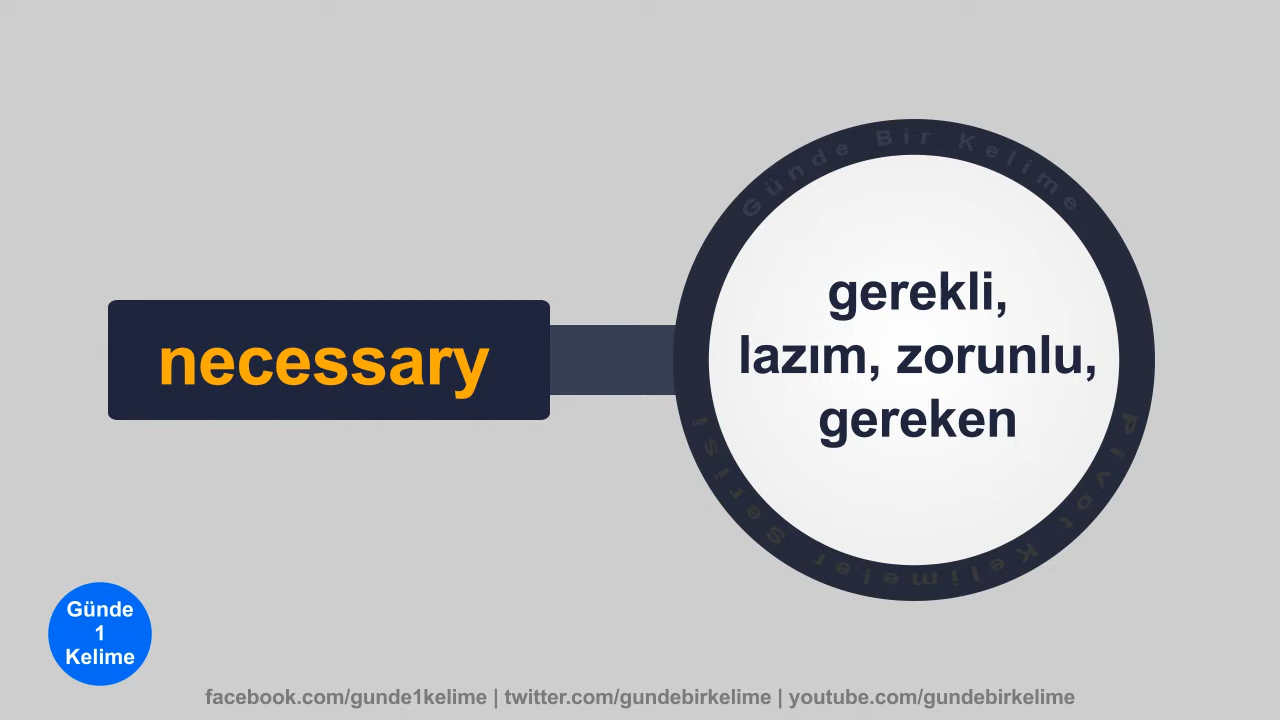 Günde Bir Kelime
necessary
gerekli,
lazım, zorunlu,
gereken
Pivot Kelimeler Serisi
Günde
1
Kelime
facebook.com/gunde1kelime | twitter.com/gundebirkelime | youtube.com/gundebirkelime